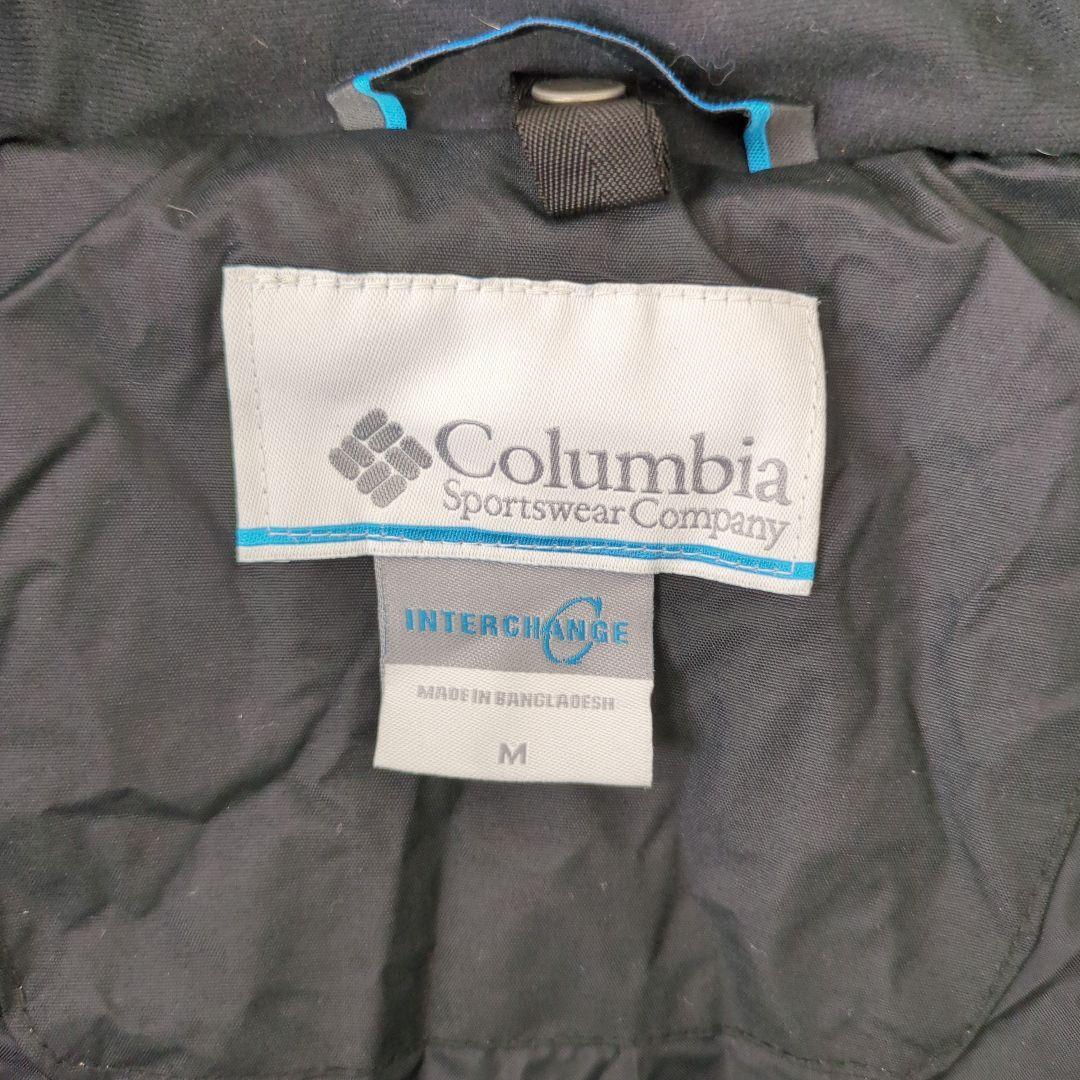 Columbia
Sportswear Company
INTERCHANGE
MADE IN BANGLADESH
M